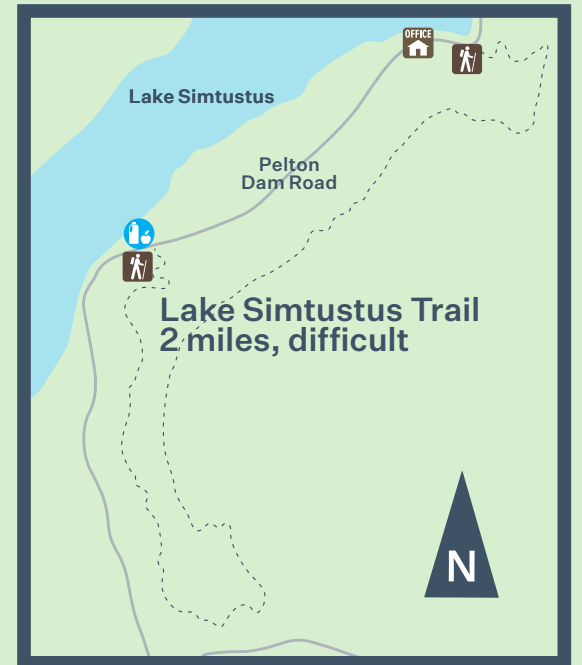 OFFICE
Lake Simtustus
Pelton
Dam Road
Lake Simtustus Trail
2 miles, difficult
N